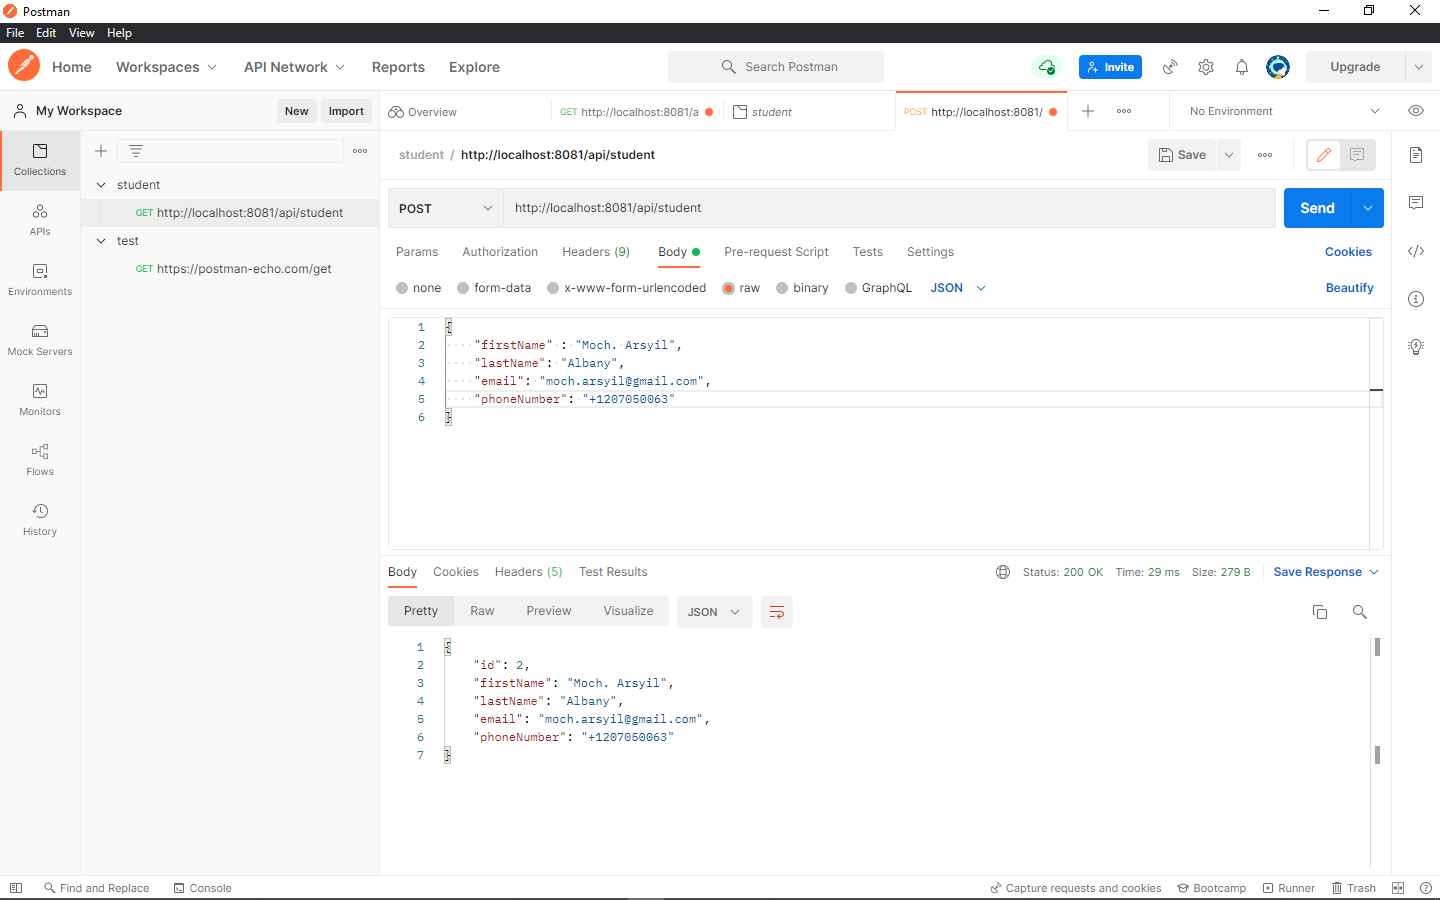 Postman
File Edit View Help
Home Workspaces API Network Reports Explore Search Postman Invite Upgrade
My Workspace New Import
Overview GET http://localhost:8081/a student POST http://localhost:8081/ No Environment
Collections
APIs
Environments
Mock Servers
Monitors
Flows
History
student
GET http://localhost:8081/api/student
test
GET https://postman-echo.com/get
student / http://localhost:8081/api/student Save
POST http://localhost:8081/api/student Send
Params Authorization Headers (9) Body Pre-request Script Tests Settings Cookies
none form-data x-www-form-urlencoded raw binary GraphQL JSON Beautify
1 {
2 "firstName" : "Moch. Arsyil",
3 "lastName": "Albany",
4 "email": "moch.arsyil@gmail.com",
5 "phoneNumber": "+1207050063"
6 }
Body Cookies Headers (5) Test Results Status: 200 OK Time: 29 ms Size: 279 B Save Response
Pretty Raw Preview Visualize JSON
1 {
2 "id": 2,
3 "firstName": "Moch. Arsyil",
4 "lastName": "Albany",
5 "email": "moch.arsyil@gmail.com",
6 "phoneNumber": "+1207050063"
7 }
Find and Replace Console Capture requests and cookies Bootcamp Runner Trash